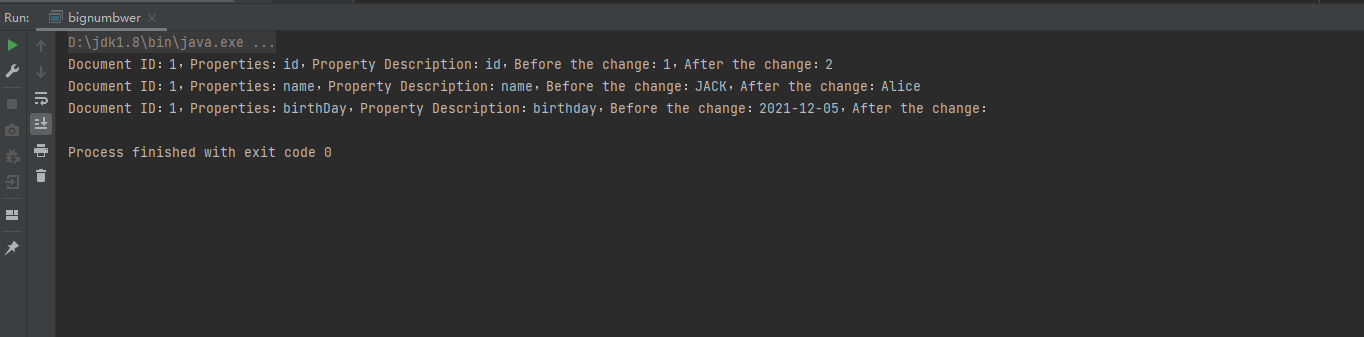 Run: bignumbwer
D:\jdk1.8\bin\java.exe ...
Document ID：1，Properties：id，Property Description：id，Before the change：1，After the change：2
Document ID：1，Properties：name，Property Description：name，Before the change：JACK，After the change：Alice
Document ID：1，Properties：birthDay，Property Description：birthday，Before the change：2021-12-05，After the change：
Process finished with exit code 0